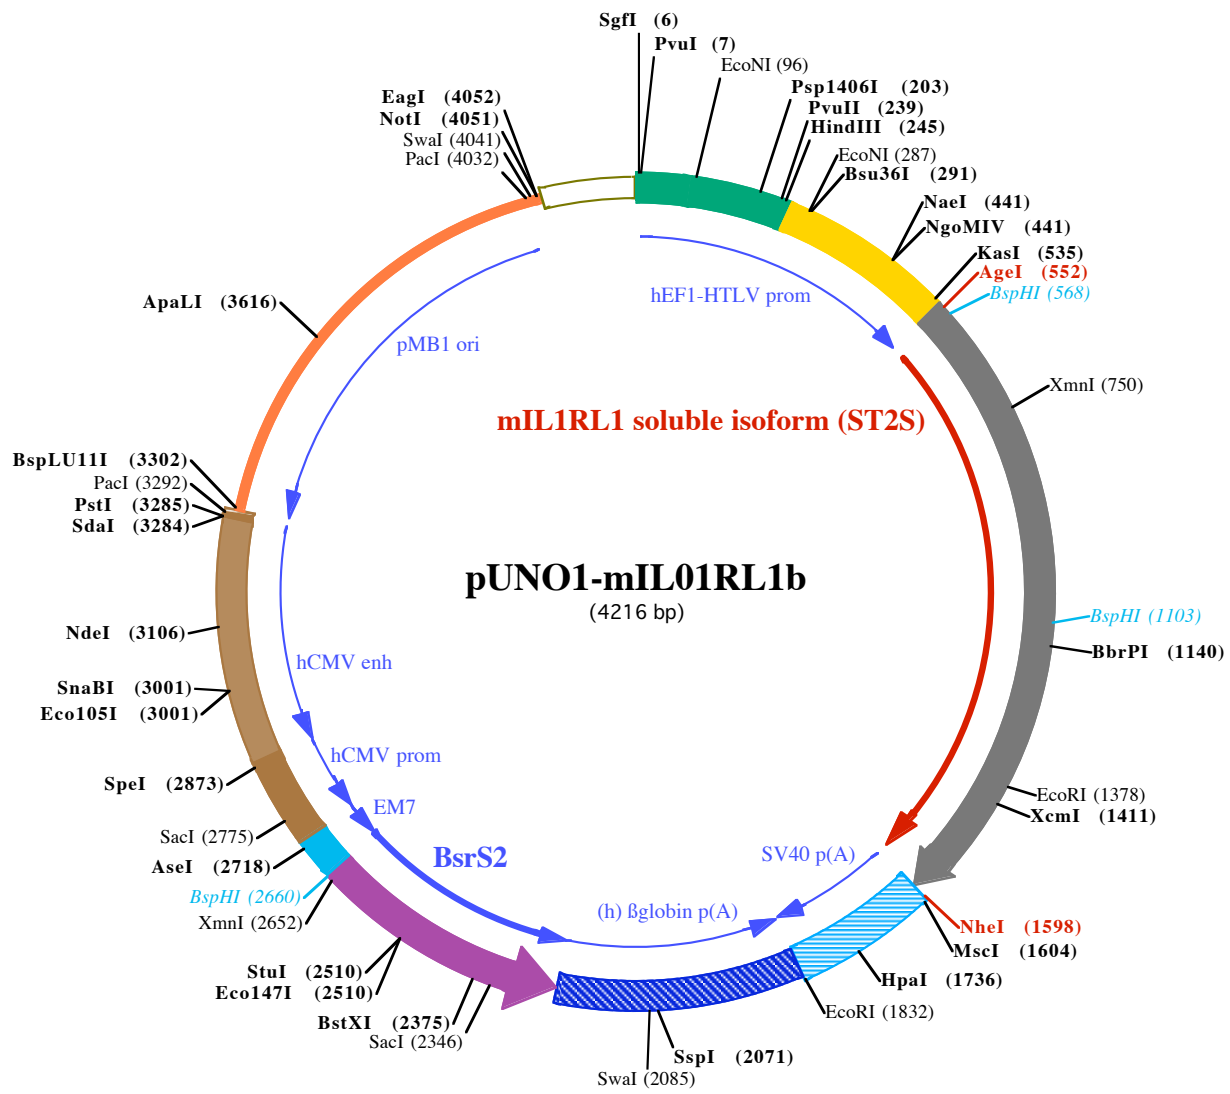 SgfI (6)
PvuI (7)
EcoNI (96)
Psp1406I (203)
PvuII (239)
HindIII (245)
EcoNI (287)
Bsu36I (291)
NaeI (441)
NgoMIV (441)
KasI (535)
AgeI (552)
BspHI (568)
XmnI (750)
BspHI (1103)
BbrPI (1140)
EcoRI (1378)
XcmI (1411)
NheI (1598)
MscI (1604)
HpaI (1736)
EcoRI (1832)
SspI (2071)
SwaI (2085)
SacI (2346)
BstXI (2375)
Eco147I (2510)
StuI (2510)
XmnI (2652)
BspHI (2660)
AseI (2718)
SacI (2775)
SpeI (2873)
Eco105I (3001)
SnaBI (3001)
NdeI (3106)
SdaI (3284)
PstI (3285)
PacI (3292)
BspLU11I (3302)
ApaLI (3616)
PacI (4032)
SwaI (4041)
NotI (4051)
EagI (4052)
hEF1-HTLV prom
pMB1 ori
mIL1RL1 soluble isoform (ST2S)
pUNO1-mIL01RL1b
(4216 bp)
hCMV enh
hCMV prom
EM7
BsrS2
SV40 p(A)
(h) ßglobin p(A)